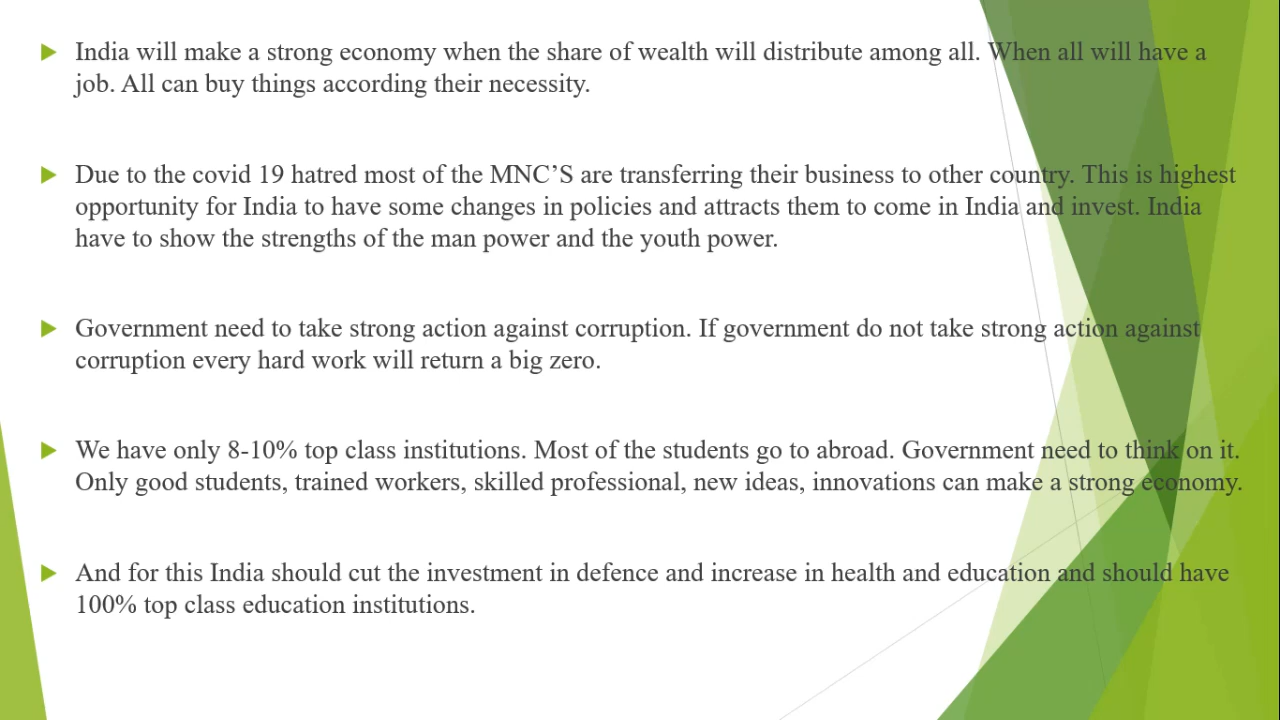 India will make a strong economy when the share of wealth will distribute among all. When all will have a
job. All can buy things according their necessity.
Due to the covid 19 hatred most of the MNC’S are transferring their business to other country. This is highest
opportunity for India to have some changes in policies and attracts them to come in India and invest. India
have to show the strengths of the man power and the youth power.
Government need to take strong action against corruption. If government do not take strong action against
corruption every hard work will return a big zero.
We have only 8-10% top class institutions. Most of the students go to abroad. Government need to think on it.
Only good students, trained workers, skilled professional, new ideas, innovations can make a strong economy.
And for this India should cut the investment in defence and increase in health and education and should have
100% top class education institutions.